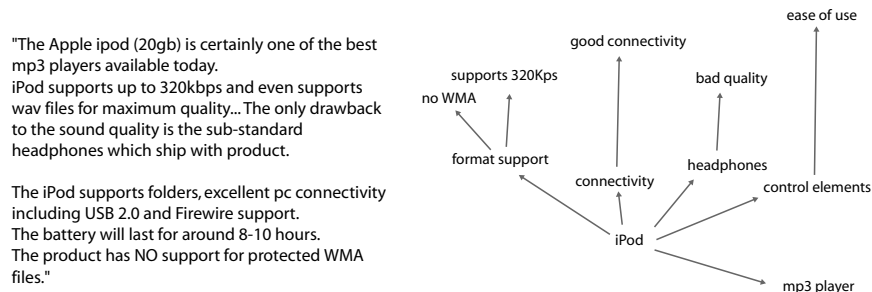 "The Apple ipod (20gb) is certainly one of the best
mp3 players available today.
iPod supports up to 320kbps and even supports
wav files for maximum quality... The only drawback
to the sound quality is the sub-standard
headphones which ship with product.
The iPod supports folders, excellent pc connectivity
including USB 2.0 and Firewire support.
The battery will last for around 8-10 hours.
The product has NO support for protected WMA
files."
ease of use
good connectivity
supports 320Kps
bad quality
no WMA
format support
headphones
connectivity
control elements
iPod
mp3 player